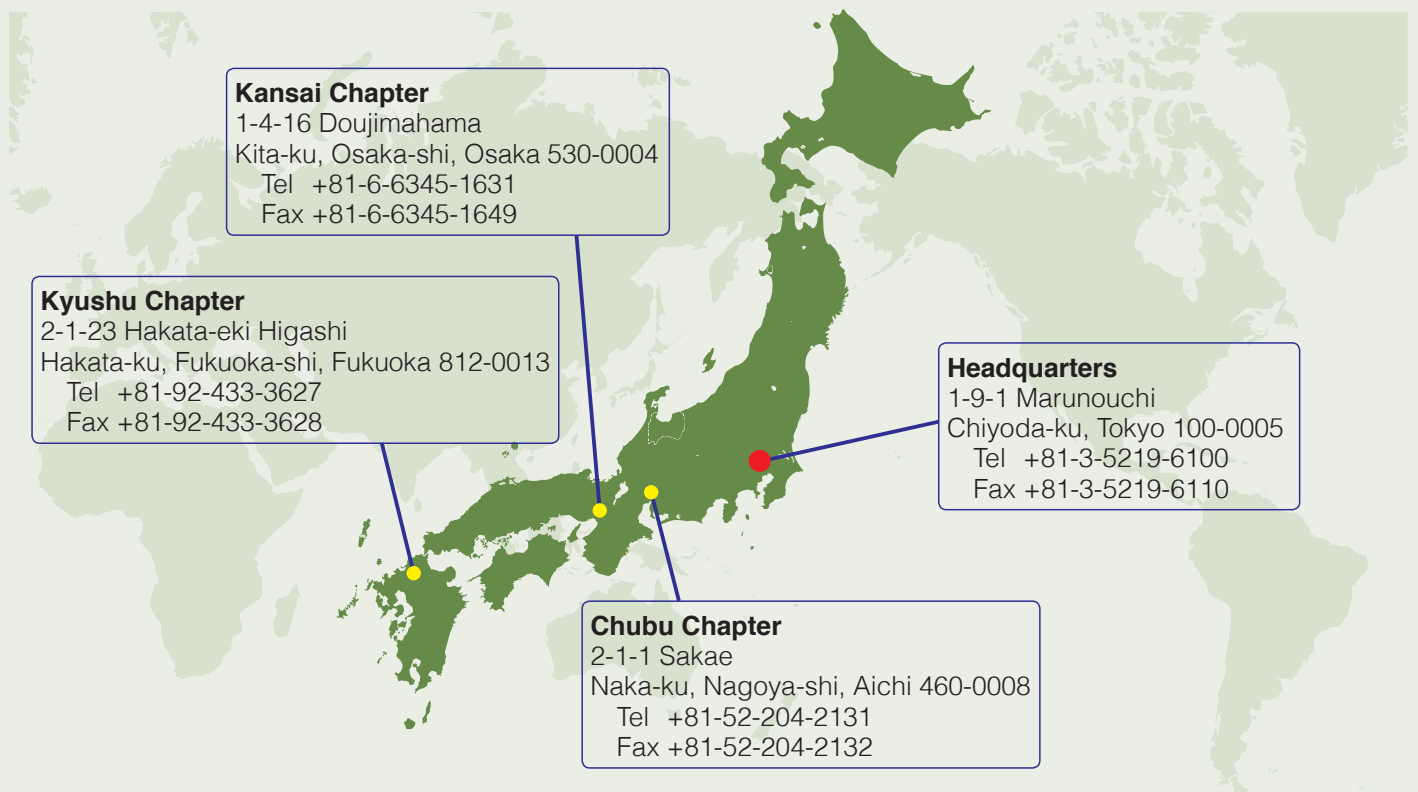 Kansai Chapter
1-4-16 Doujimahama
Kita-ku, Osaka-shi, Osaka 530-0004
Tel +81-6-6345-1631
Fax +81-6-6345-1649
Kyushu Chapter
2-1-23 Hakata-eki Higashi
Hakata-ku, Fukuoka-shi, Fukuoka 812-0013
Tel +81-92-433-3627
Fax +81-92-433-3628
Headquarters
1-9-1 Marunouchi
Chiyoda-ku, Tokyo 100-0005
Tel +81-3-5219-6100
Fax +81-3-5219-6110
Chubu Chapter
2-1-1 Sakae
Naka-ku, Nagoya-shi, Aichi 460-0008
Tel +81-52-204-2131
Fax +81-52-204-2132